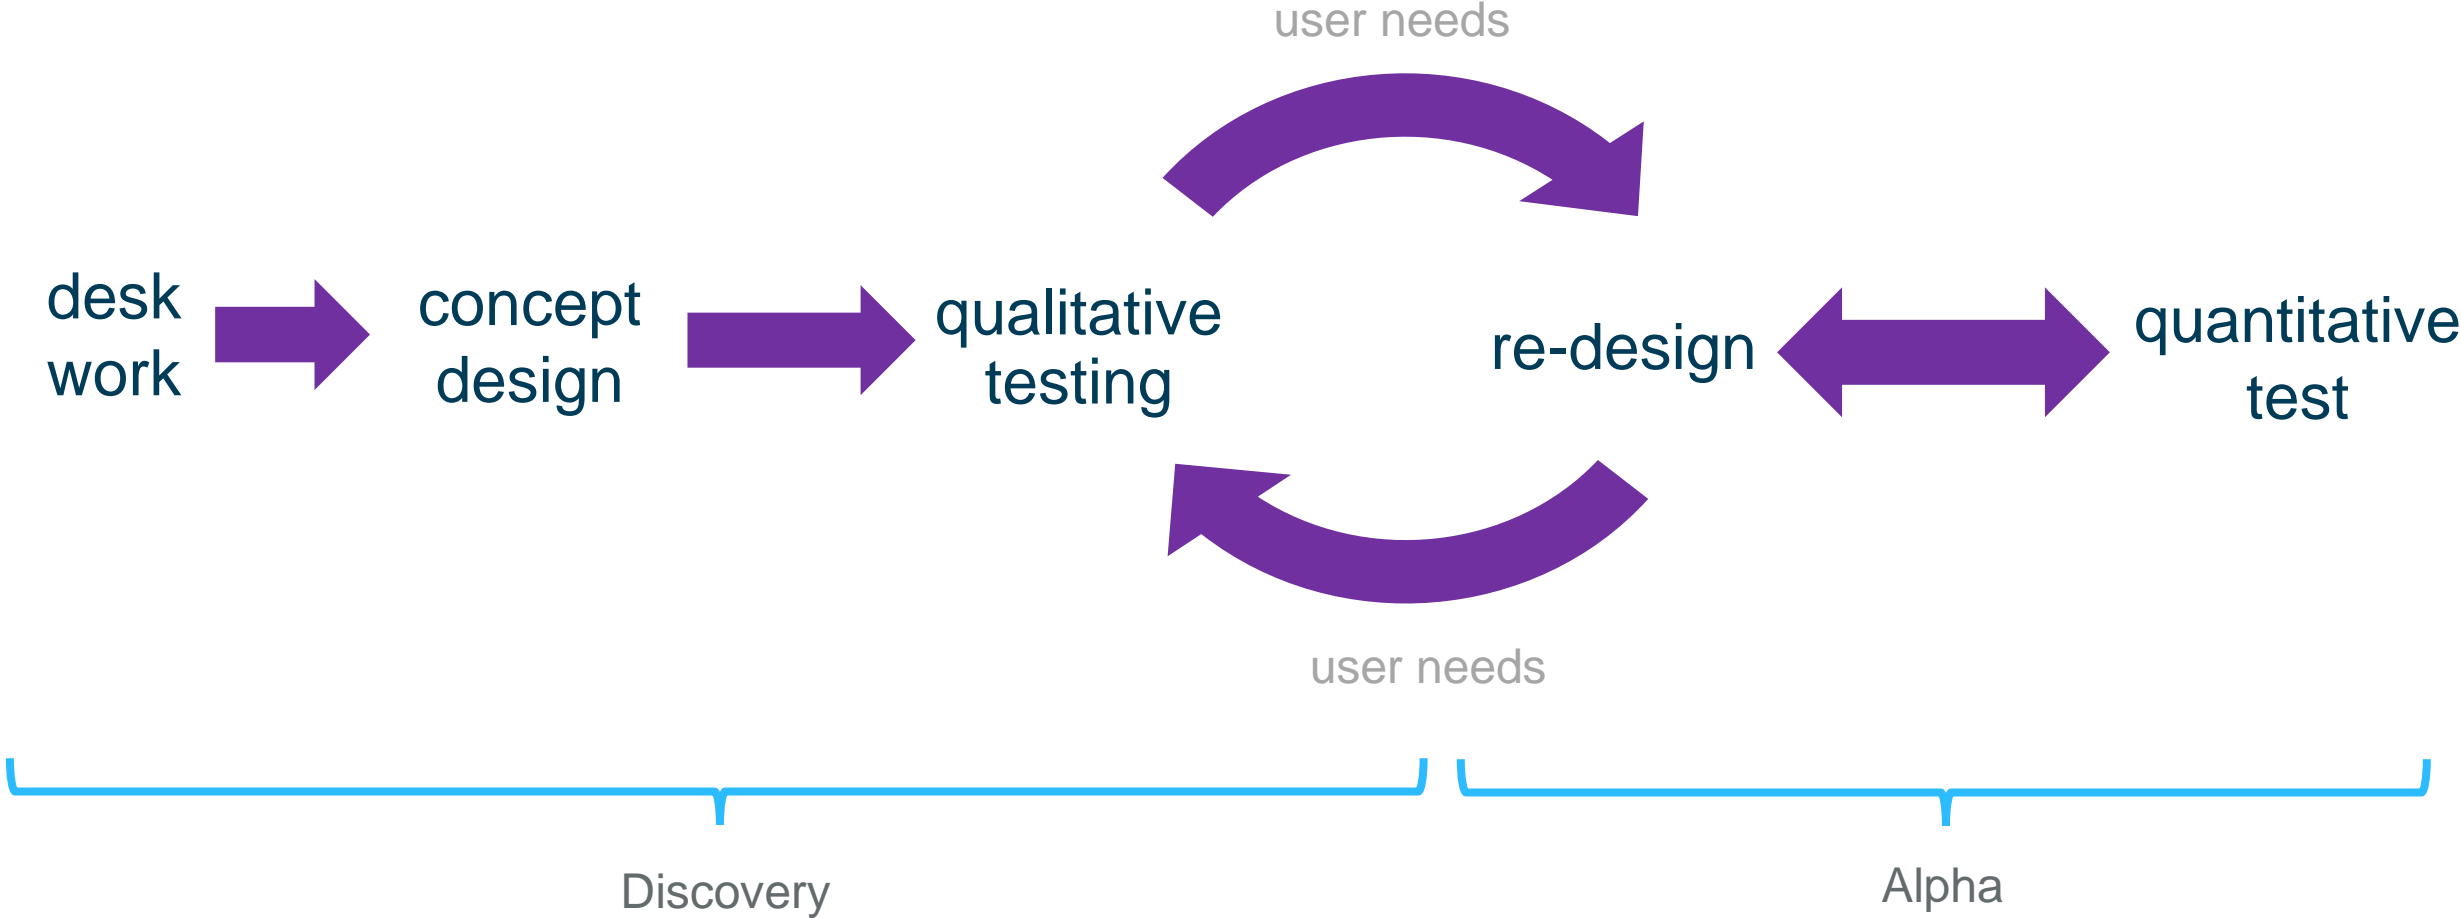 user needs
desk
work
concept
design
qualitative
testing
re-design
quantitative
test
user needs
Discovery
Alpha